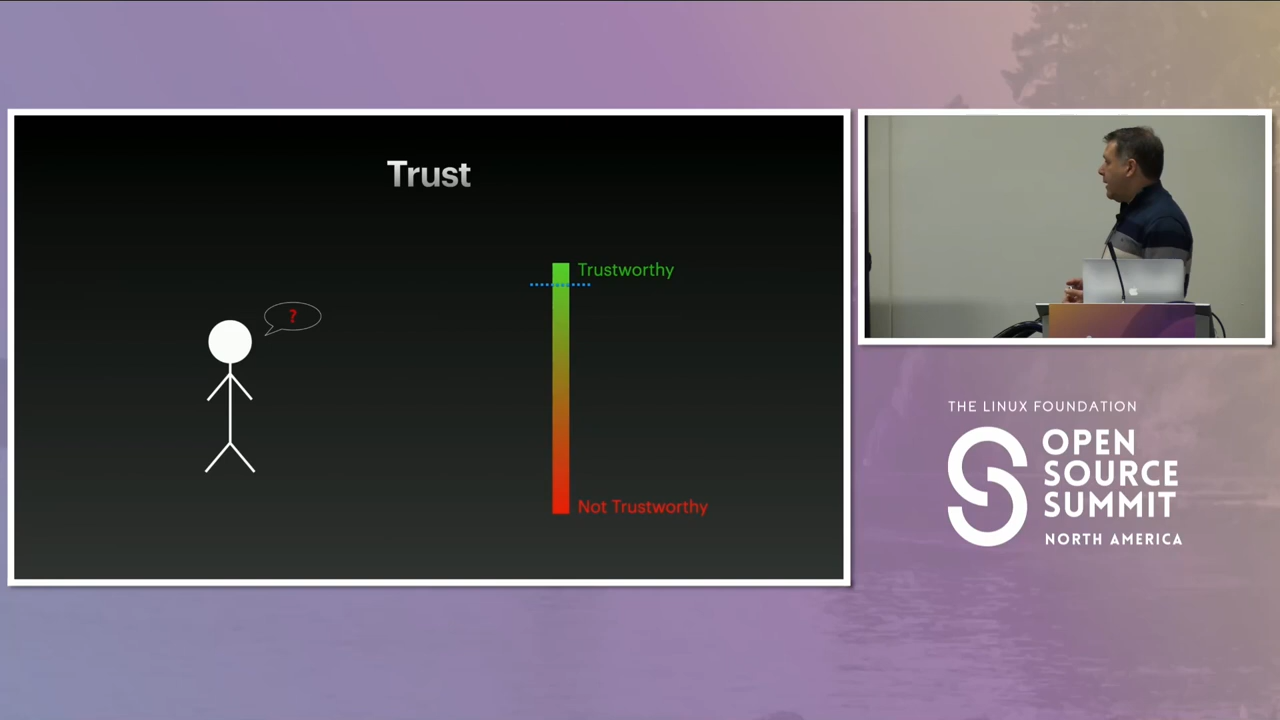 Trust
Trustworthy
?
Not Trustworthy
THE LINUX FOUNDATION
OPEN
SOURCE
SUMMIT
NORTH AMERICA